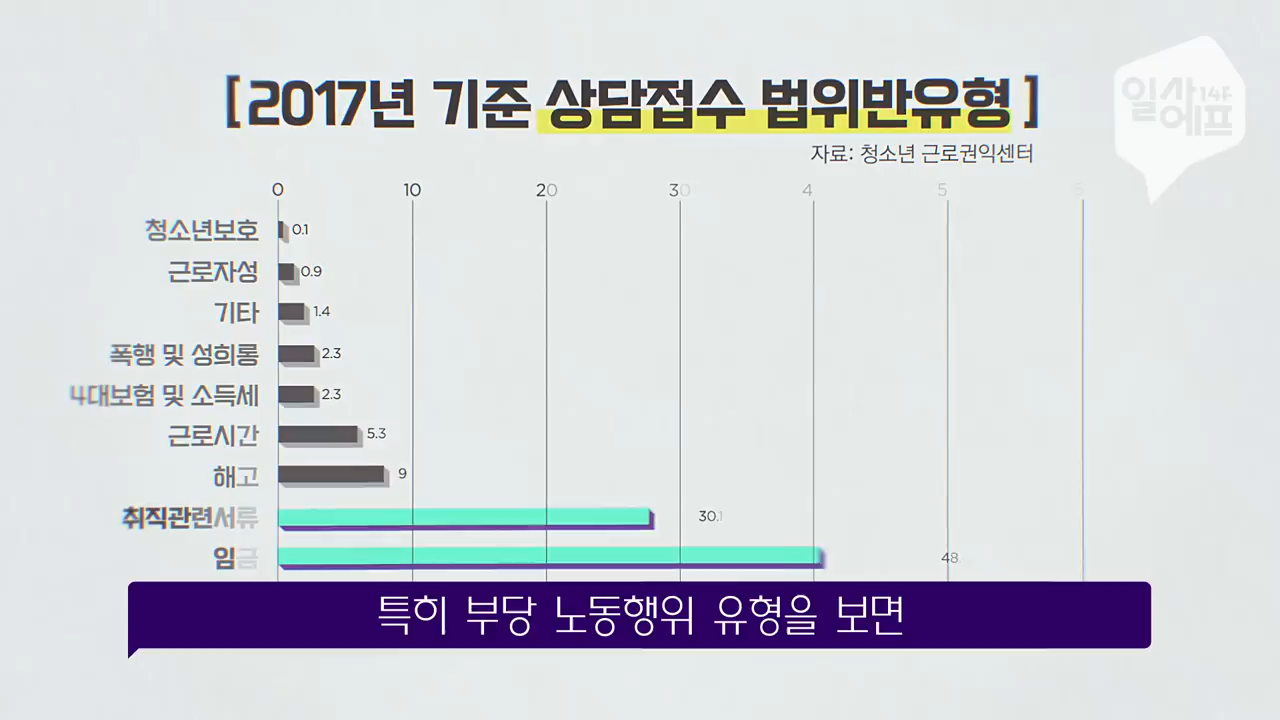 [2017년 기준 상담접수 법위반유형]
일사 14F
에프
자료: 청소년 근로권익센터
0 10 20 30 4 5
청소년보호 0.1
근로자성 0.9
기타 1.4
폭행 및 성희롱 2.3
4대보험 및 소득세 2.3
근로시간 5.3
해고 9
취직관련서류 30.1
임금 48.
특히 부당 노동행위 유형을 보면